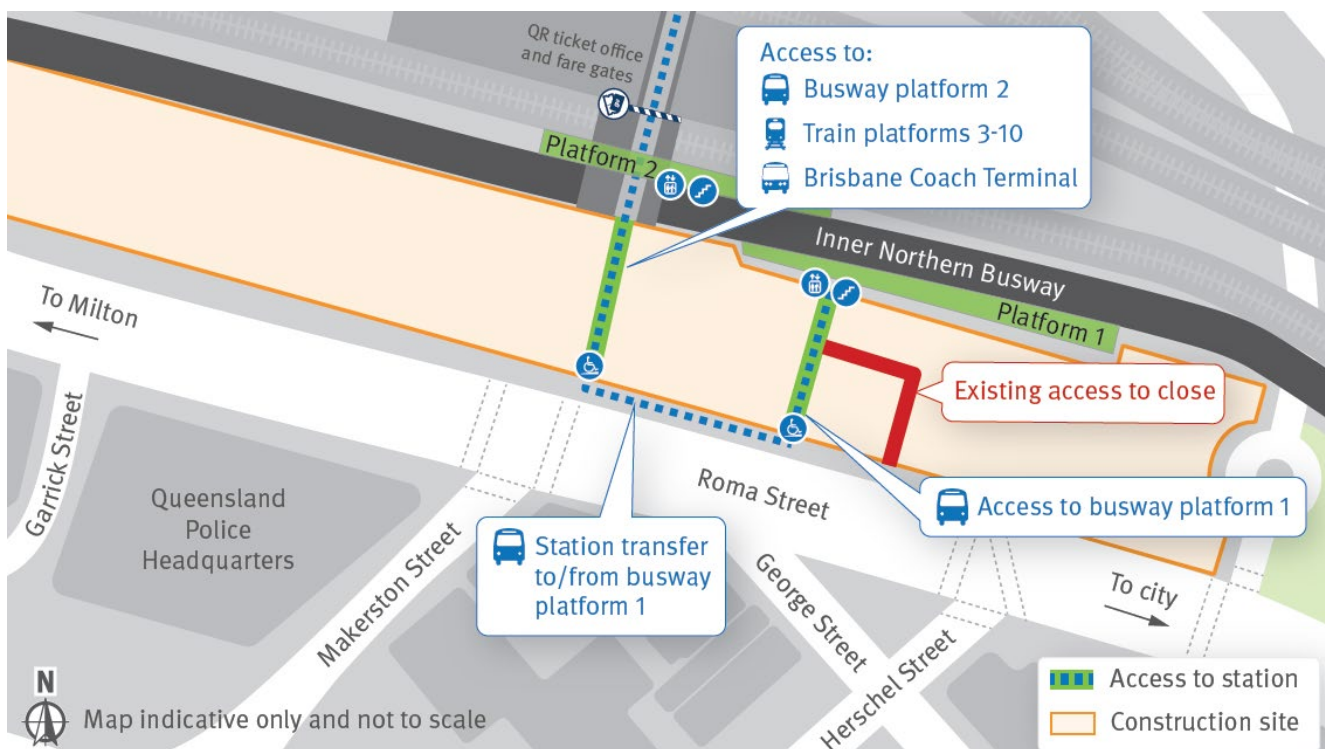 QR ticket office
and fare gates
Access to:
Busway platform 2
Train platforms 3-10
Brisbane Coach Terminal
Platform 2
Inner Northern Busway
Platform 1
To Milton
Existing access to close
Garrick Street
Queensland
Police
Headquarters
Makerston Street
Station transfer
to/from busway
platform 1
Roma Street
Access to busway platform 1
George Street
Herschel Street
To city
N
Map indicative only and not to scale
Access to station
Construction site